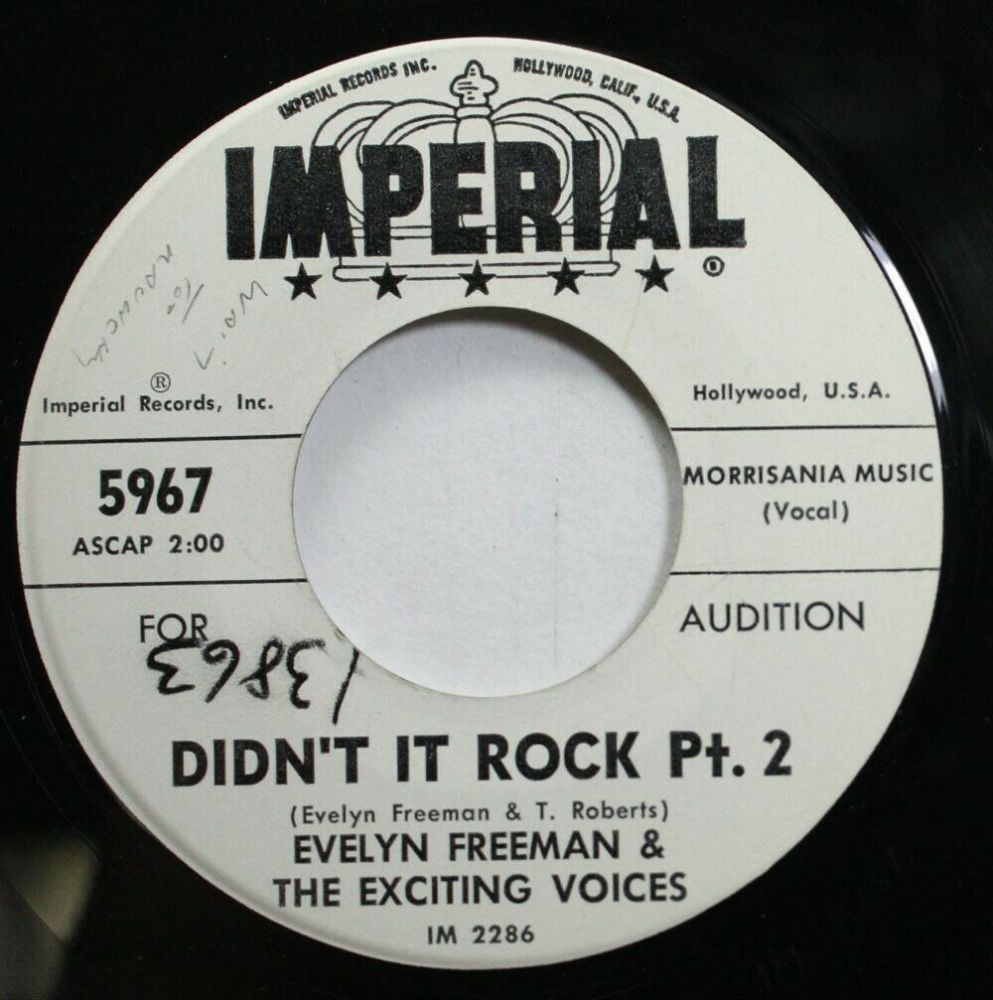 IMPERIAL RECORDS INC. HOLLYWOOD, CALIF., U.S.A.
IMPERIAL
®
®
Imperial Records, Inc.
Hollywood, U.S.A.
5967
ASCAP 2:00
MORRISANIA MUSIC
(Vocal)
FOR AUDITION
13863
DIDN'T IT ROCK Pt. 2
(Evelyn Freeman & T. Roberts)
EVELYN FREEMAN &
THE EXCITING VOICES
IM 2286